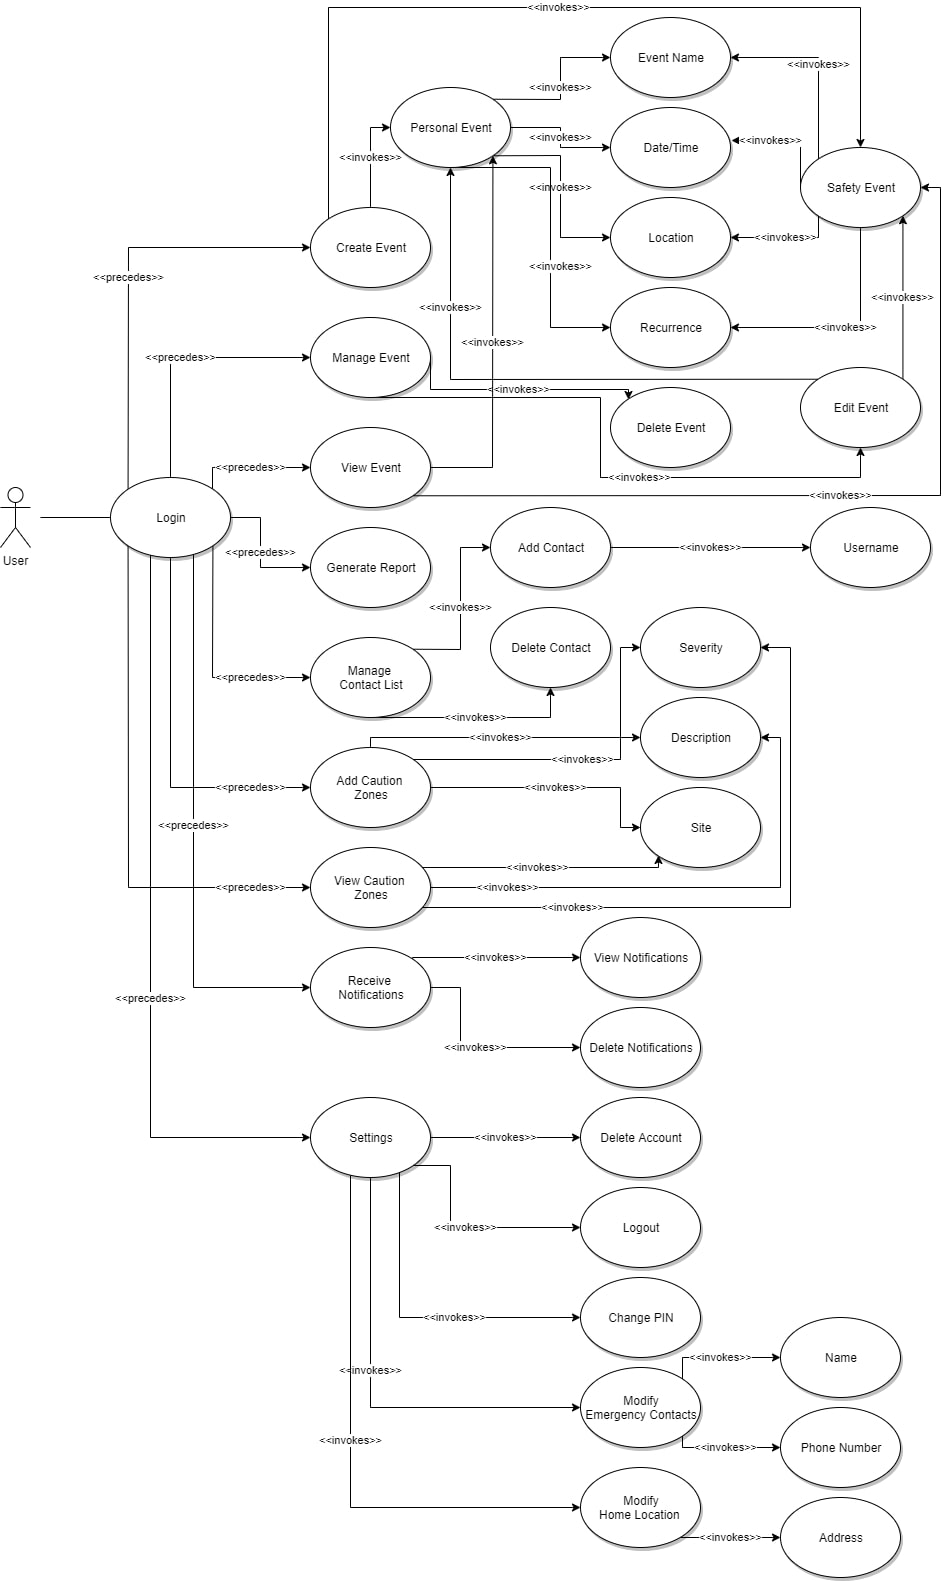 <<invokes>>
Event Name
<<invokes>>
<<invokes>>
Personal Event
<<invokes>>
<<invokes>>
Date/Time
<<invokes>>
<<invokes>>
Safety Event
Location
<<invokes>>
Create Event
<<invokes>>
<<precedes>>
<<invokes>>
<<invokes>>
Recurrence
<<invokes>>
<<invokes>>
<<precedes>>
Manage Event
<<invokes>>
Edit Event
Delete Event
<<precedes>>
View Event
<<invokes>>
<<invokes>>
Login
User
<<precedes>>
Generate Report
Add Contact
<<invokes>>
Username
<<invokes>>
Delete Contact
Severity
<<precedes>>
Manage
Contact List
<<invokes>>
<<invokes>>
Description
<<invokes>>
<<precedes>>
Add Caution
Zones
<<invokes>>
<<precedes>>
Site
<<invokes>>
<<precedes>>
View Caution
Zones
<<invokes>>
<<invokes>>
<<invokes>>
View Notifications
Receive
Notifications
<<precedes>>
<<invokes>>
Delete Notifications
Settings
<<invokes>>
Delete Account
<<invokes>>
Logout
<<invokes>>
Change PIN
<<invokes>>
<<invokes>>
Name
Modify
Emergency Contacts
<<invokes>>
<<invokes>>
Phone Number
Modify
Home Location
<<invokes>>
Address